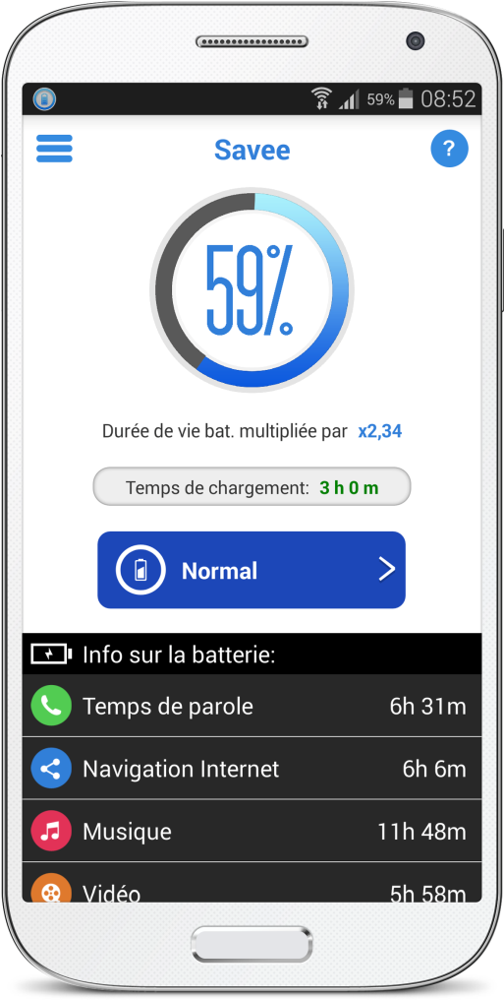 59% 08:52
Savee ?
59%
Durée de vie bat. multipliée par x2,34
Temps de chargement: 3 h 0 m
Normal
Info sur la batterie:
Temps de parole 6h 31m
Navigation Internet 6h 6m
Musique 11h 48m
Vidéo 5h 58m